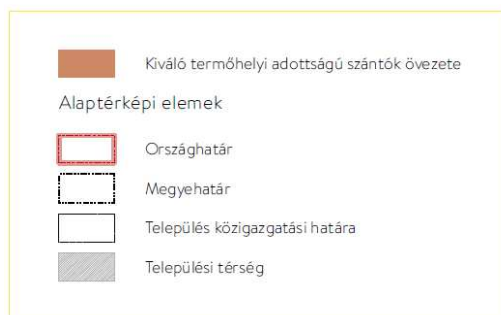 Kiváló termőhelyi adottságú szántók övezete
Alaptérképi elemek
Országhatár
Megyehatár
Település közigazgatási határa
Települési térség